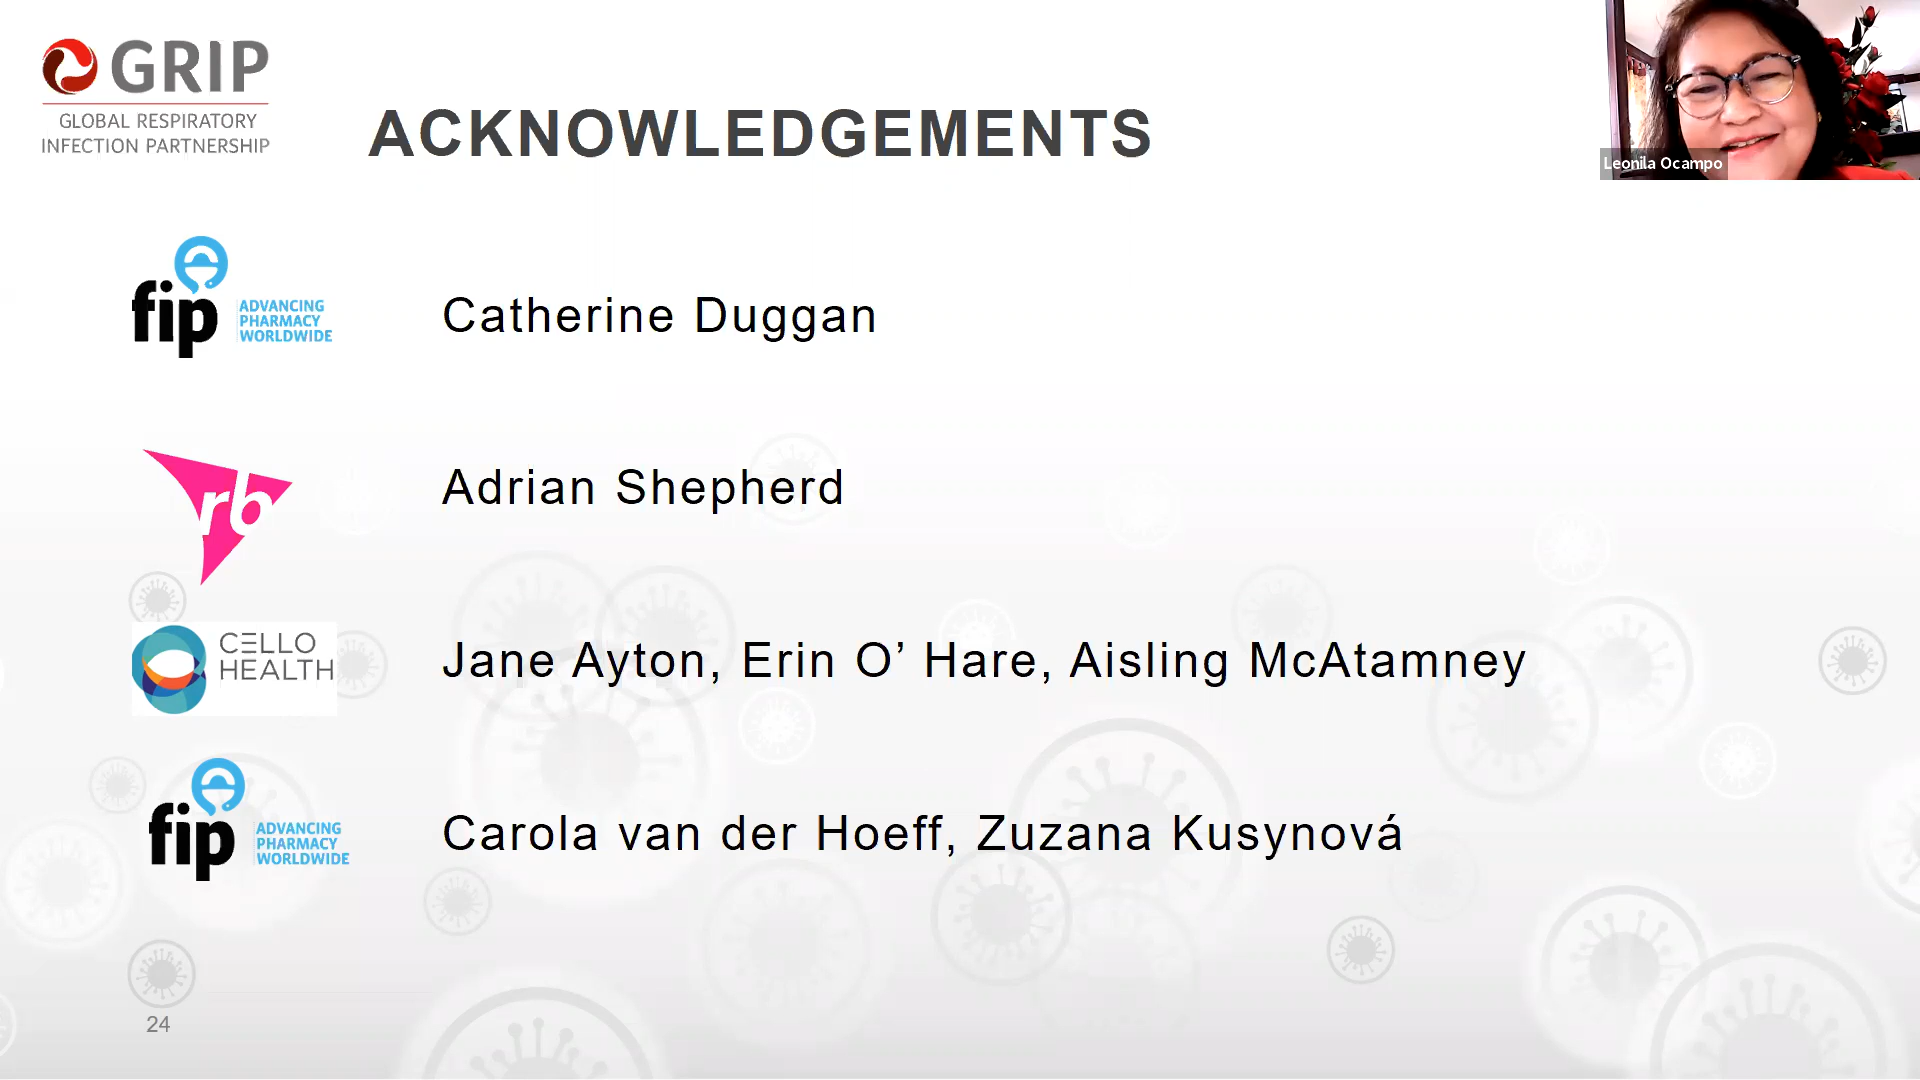 GRIP
GLOBAL RESPIRATORY
INFECTION PARTNERSHIP
ACKNOWLEDGEMENTS
Leonila Ocampo
fip
ADVANCING
PHARMACY
WORLDWIDE
Catherine Duggan
rb
Adrian Shepherd
CELLO
HEALTH
Jane Ayton, Erin O’ Hare, Aisling McAtamney
fip
ADVANCING
PHARMACY
WORLDWIDE
Carola van der Hoeff, Zuzana Kusynová
24